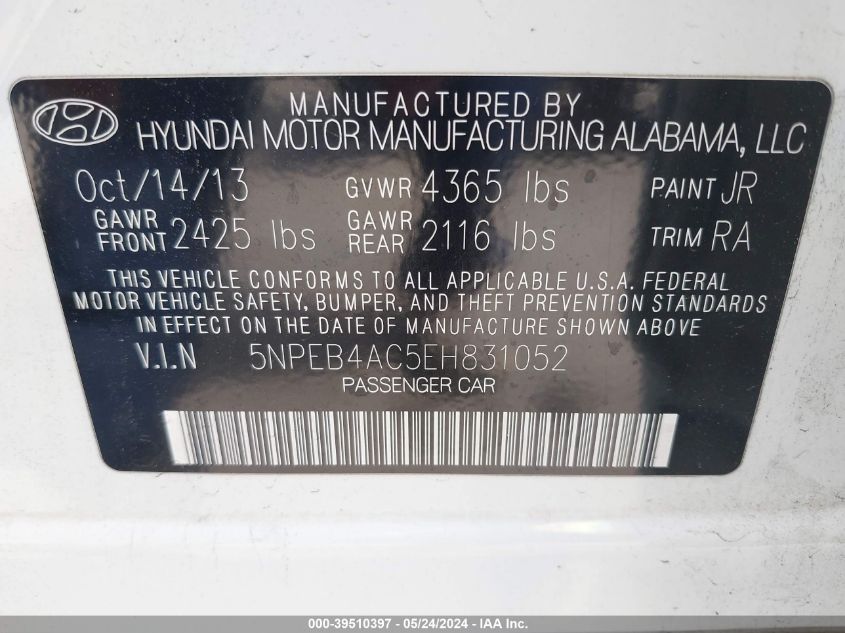 MANUFACTURED BY
HYUNDAI MOTOR MANUFACTURING ALABAMA, LLC
Oct/14/13 GVWR 4365 lbs PAINT JR
GAWR FRONT 2425 lbs GAWR REAR 2116 lbs TRIM RA
THIS VEHICLE CONFORMS TO ALL APPLICABLE U.S.A. FEDERAL
MOTOR VEHICLE SAFETY, BUMPER, AND THEFT PREVENTION STANDARDS
IN EFFECT ON THE DATE OF MANUFACTURE SHOWN ABOVE.
V.I.N 5NPEB4AC5EH831052
PASSENGER CAR
000-39510397 - 05/24/2024 - IAA Inc.